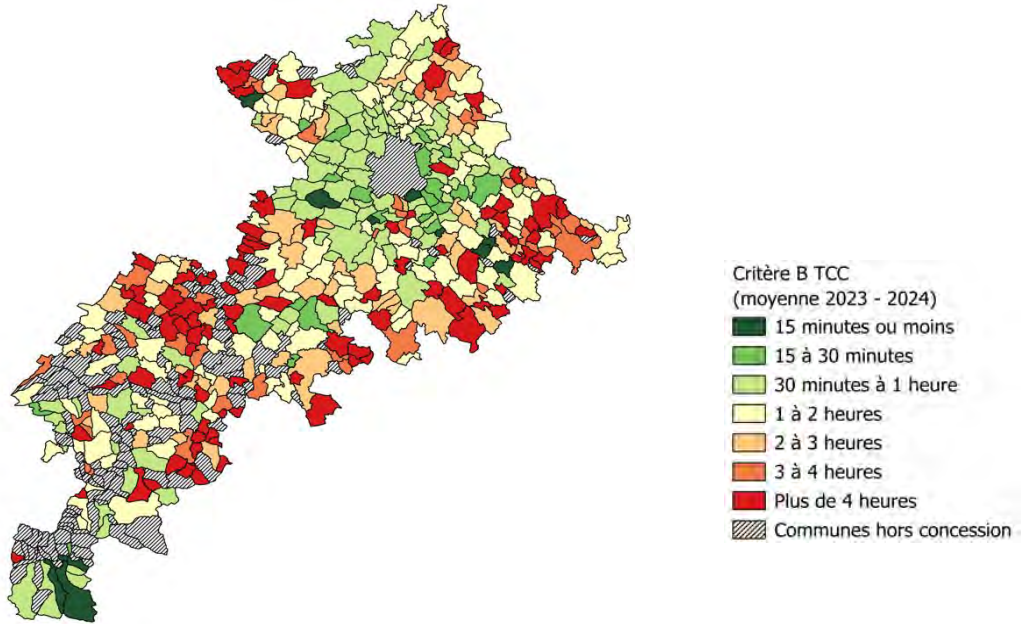 Critère B TCC
(moyenne 2023 - 2024)
15 minutes ou moins
15 à 30 minutes
30 minutes à 1 heure
1 à 2 heures
2 à 3 heures
3 à 4 heures
Plus de 4 heures
Communes hors concession